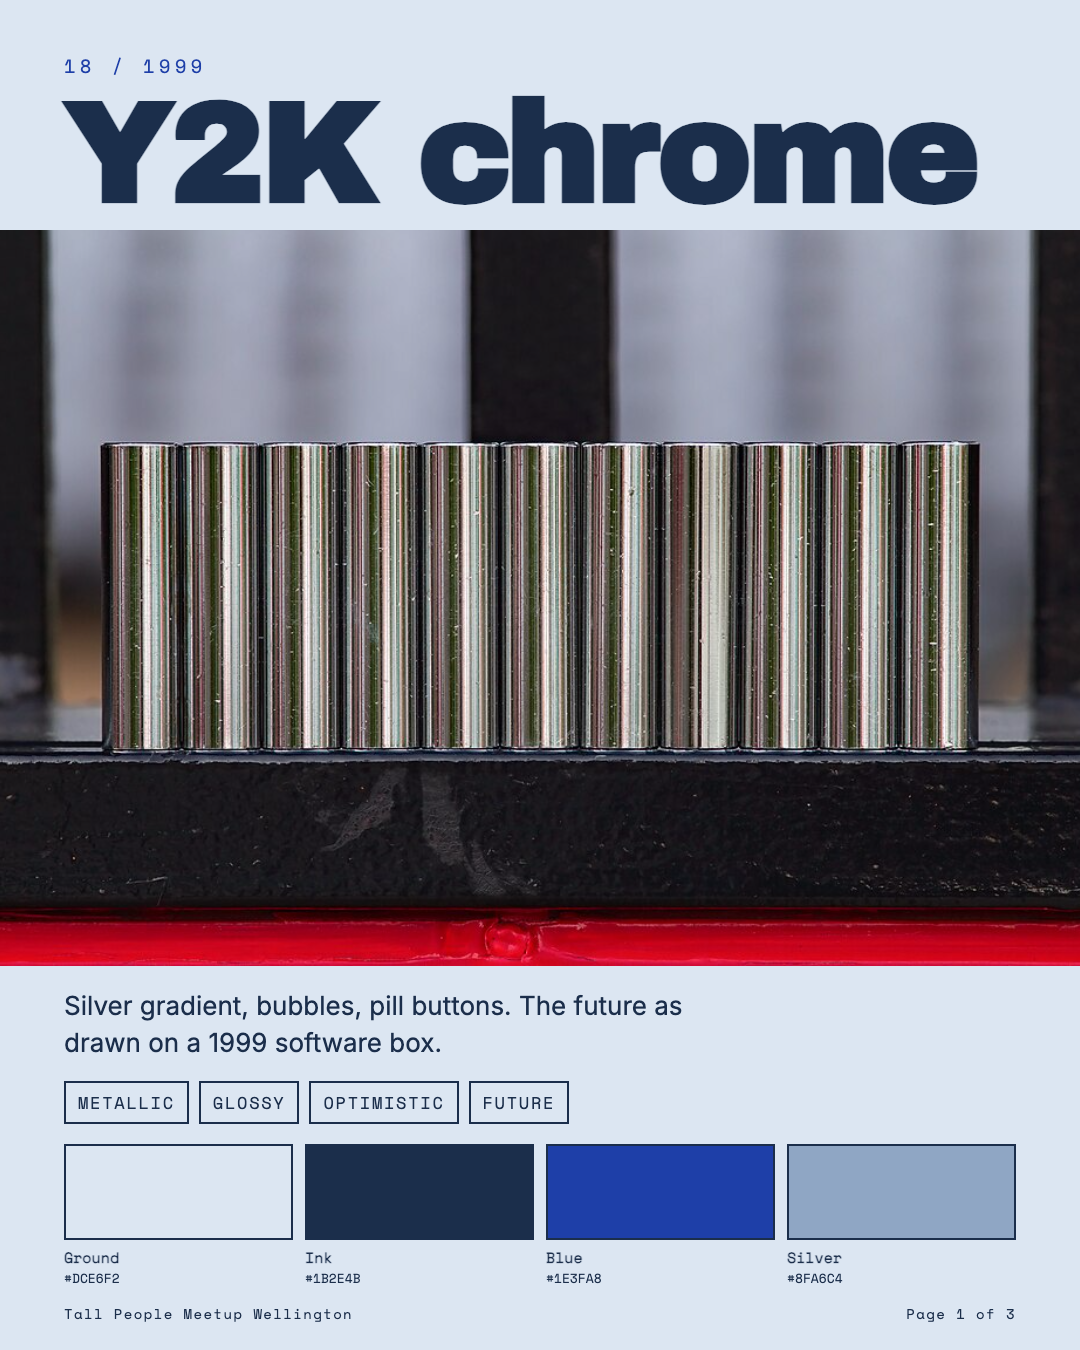 18 / 1999
Y2K chrome
Silver gradient, bubbles, pill buttons. The future as
drawn on a 1999 software box.
METALLIC GLOSSY OPTIMISTIC FUTURE
Ground Ink Blue Silver
#DCE6F2 #1B2E4B #1E3FA8 #8FA6C4
Tall People Meetup Wellington Page 1 of 3